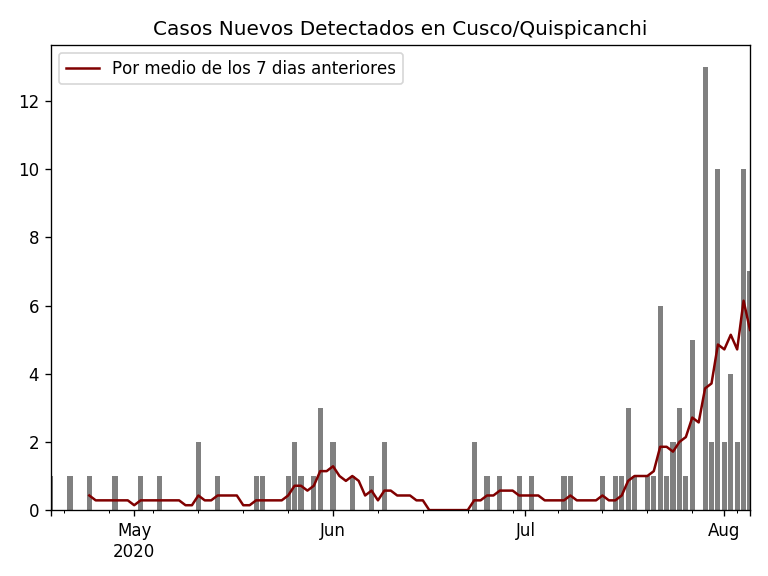 Casos Nuevos Detectados en Cusco/Quispicanchi
Por medio de los 7 dias anteriores
12
10
8
6
4
2
0
May
2020
Jun
Jul
Aug